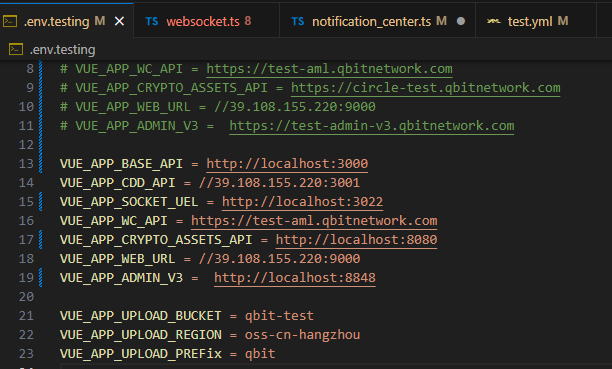 .env.testing M × TS websocket.ts 8 TS notification_center.ts M ● test.yml M
.env.testing
8 # VUE_APP_WC_API = https://test-aml.qbitnetwork.com
9 # VUE_APP_CRYPTO_ASSETS_API = https://circle-test.qbitnetwork.com
10 # VUE_APP_WEB_URL = //39.108.155.220:9000
11 # VUE_APP_ADMIN_V3 =  https://test-admin-v3.qbitnetwork.com
12
13 VUE_APP_BASE_API = http://localhost:3000
14 VUE_APP_CDD_API = //39.108.155.220:3001
15 VUE_APP_SOCKET_UEL = http://localhost:3022
16 VUE_APP_WC_API = https://test-aml.qbitnetwork.com
17 VUE_APP_CRYPTO_ASSETS_API = http://localhost:8080
18 VUE_APP_WEB_URL = //39.108.155.220:9000
19 VUE_APP_ADMIN_V3 =  http://localhost:8848
20
21 VUE_APP_UPLOAD_BUCKET = qbit-test
22 VUE_APP_UPLOAD_REGION = oss-cn-hangzhou
23 VUE_APP_UPLOAD_PREFix = qbit